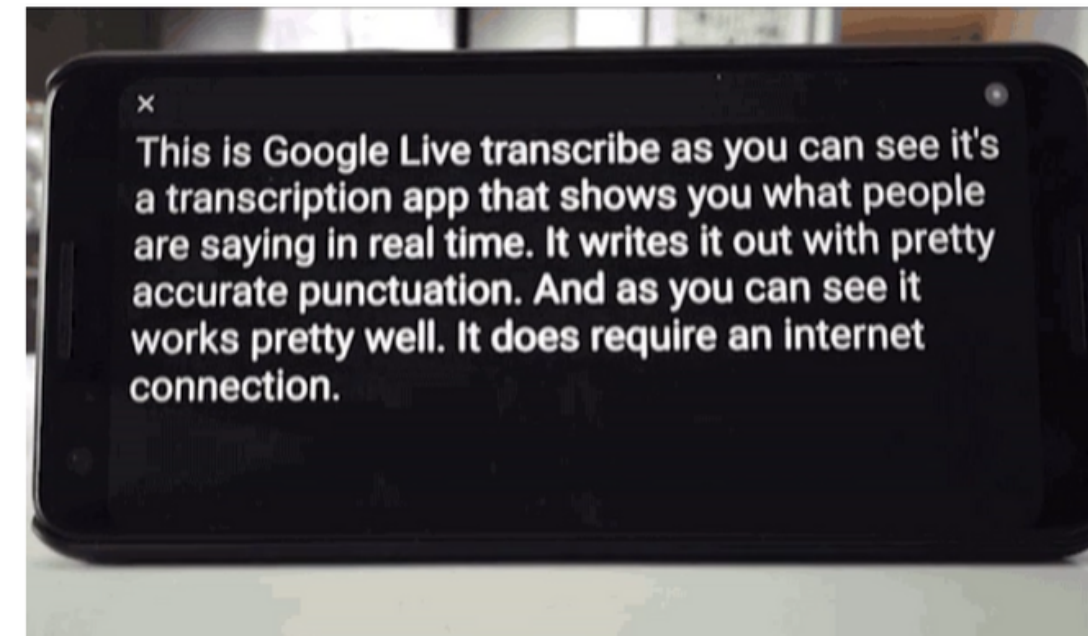 This is Google Live transcribe as you can see it's
a transcription app that shows you what people
are saying in real time. It writes it out with pretty
accurate punctuation. And as you can see it
works pretty well. It does require an internet
connection.